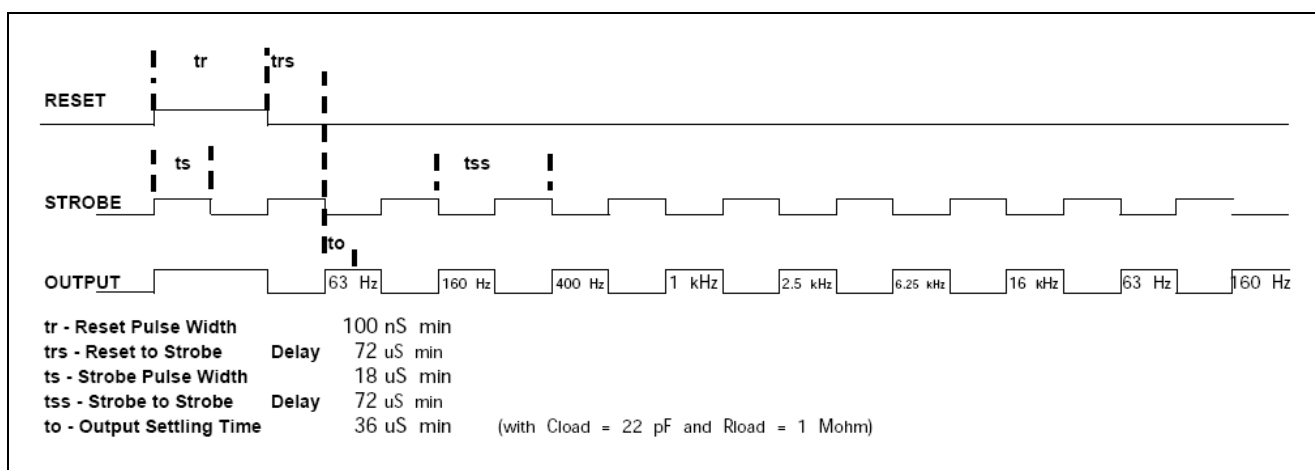 tr trs
RESET
ts tss
STROBE
to
OUTPUT 63 Hz 160 Hz 400 Hz 1 kHz 2.5 kHz 6.25 kHz 16 kHz 63 Hz 160 Hz
tr - Reset Pulse Width 100 nS min
trs - Reset to Strobe Delay 72 uS min
ts - Strobe Pulse Width 18 uS min
tss - Strobe to Strobe Delay 72 uS min
to - Output Settling Time 36 uS min (with Cload = 22 pF and Rload = 1 Mohm)